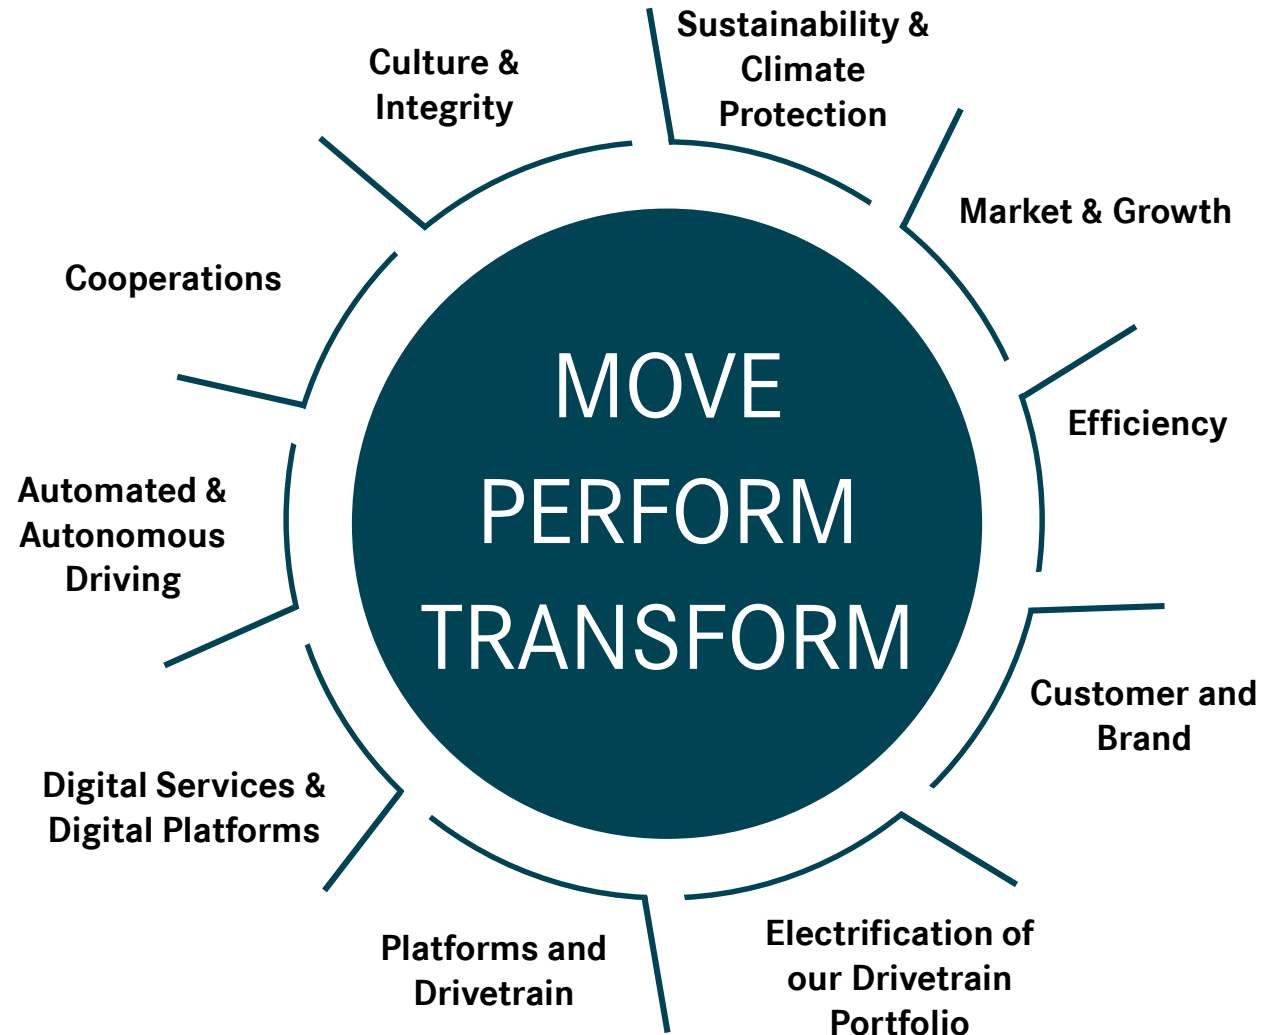 Sustainability &
Climate
Protection
Market & Growth
Efficiency
Customer and
Brand
Electrification of
our Drivetrain
Portfolio
Platforms and
Drivetrain
Digital Services &
Digital Platforms
Automated &
Autonomous
Driving
Cooperations
Culture &
Integrity
MOVE
PERFORM
TRANSFORM